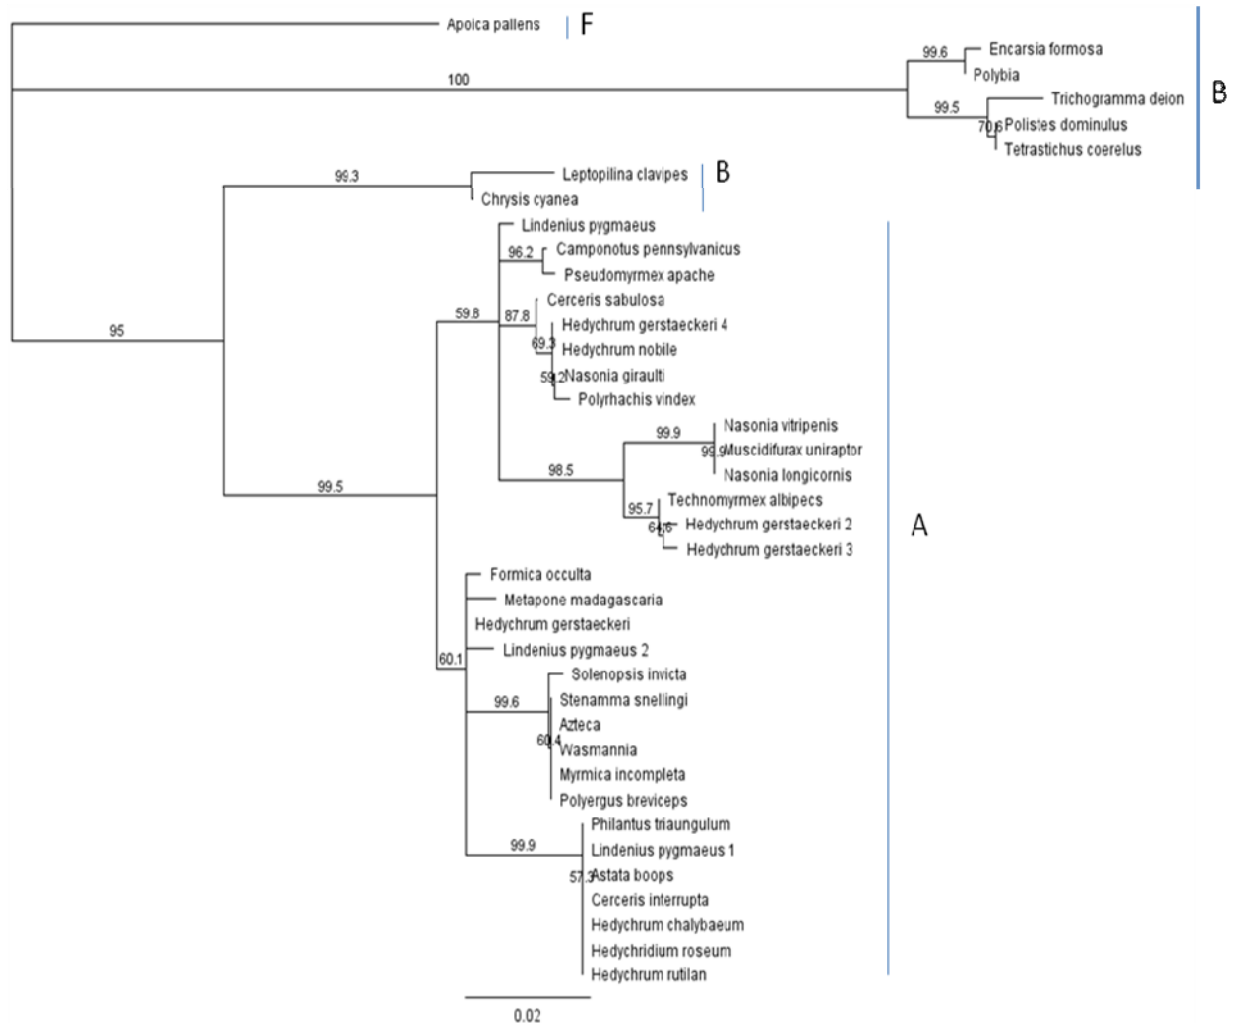 Apoica pallens
F
99.6
Encarsia formosa
Polybia
100
B
99.5
Trichogramma deion
70.6
Polistes dominulus
Tetrastichus coerelus
99.3
Leptopilina clavipes
B
Chrysis cyanea
Lindenius pygmaeus
96.2
Camponotus pennsylvanicus
Pseudomyrmex apache
59.8
87.8
Cerceris sabulosa
Hedychrum gerstaeckeri 4
95
69.3
Hedychrum nobile
59.2
Nasonia giraulti
Polyrhachis vindex
99.9
Nasonia vitripenis
99.9
Muscidifurax uniraptor
98.5
Nasonia longicornis
99.5
95.7
Technomyrmex albipecs
64.6
Hedychrum gerstaeckeri 2
A
Hedychrum gerstaeckeri 3
Formica occulta
Metapone madagascaria
Hedychrum gerstaeckeri
60.1
Lindenius pygmaeus 2
Solenopsis invicta
99.6
Stenamma snellingi
Azteca
60.4
Wasmannia
Myrmica incompleta
Polyergus breviceps
Philantus triaungulum
99.9
Lindenius pygmaeus 1
57.3
Astata boops
Cerceris interrupta
Hedychrum chalybaeum
Hedychridium roseum
Hedychrum rutilan
0.02